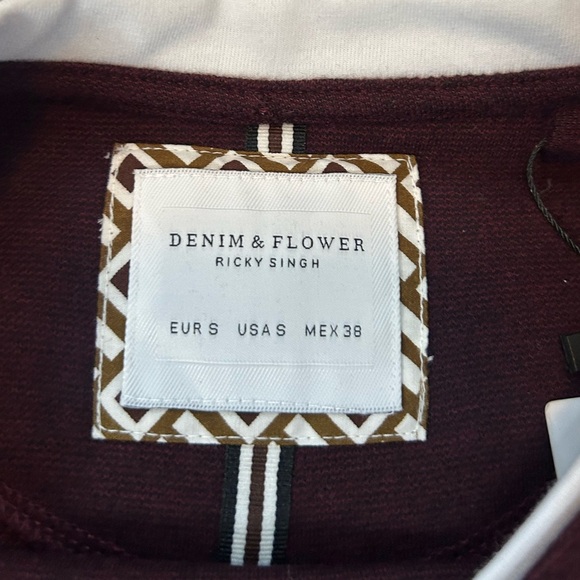 DENIM & FLOWER
RICKY SINGH
EUR S USA S MEX 38